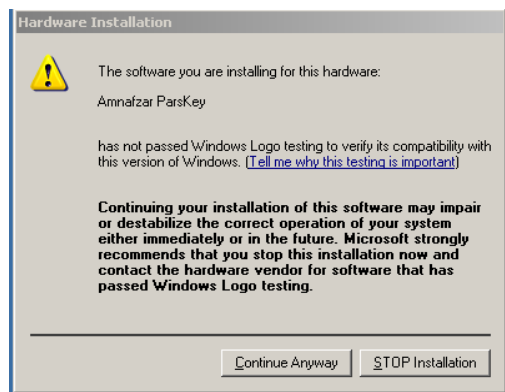 Hardware Installation
The software you are installing for this hardware:
Amnafzar ParsKey
has not passed Windows Logo testing to verify its compatibility with
this version of Windows. (Tell me why this testing is important)
Continuing your installation of this software may impair
or destabilize the correct operation of your system
either immediately or in the future. Microsoft strongly
recommends that you stop this installation now and
contact the hardware vendor for software that has
passed Windows Logo testing.
Continue Anyway
STOP Installation